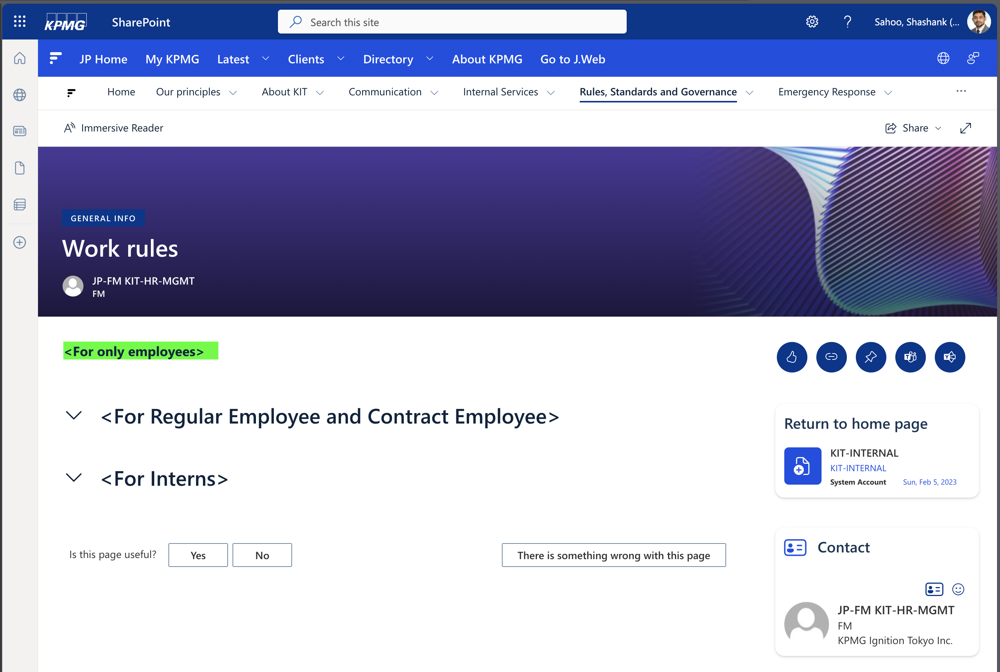 KPMG SharePoint Search this site ? Sahoo, Shashank (...
JP Home My KPMG Latest Clients Directory About KPMG Go to J.Web
Home Our principles About KIT Communication Internal Services Rules, Standards and Governance Emergency Response ...
Immersive Reader Share
GENERAL INFO
Work rules
JP-FM KIT-HR-MGMT
FM
<For only employees>
<For Regular Employee and Contract Employee>
<For Interns>
Is this page useful? Yes No There is something wrong with this page
Return to home page
KIT-INTERNAL
KIT-INTERNAL
System Account Sun, Feb 5, 2023
Contact
JP-FM KIT-HR-MGMT
FM
KPMG Ignition Tokyo Inc.